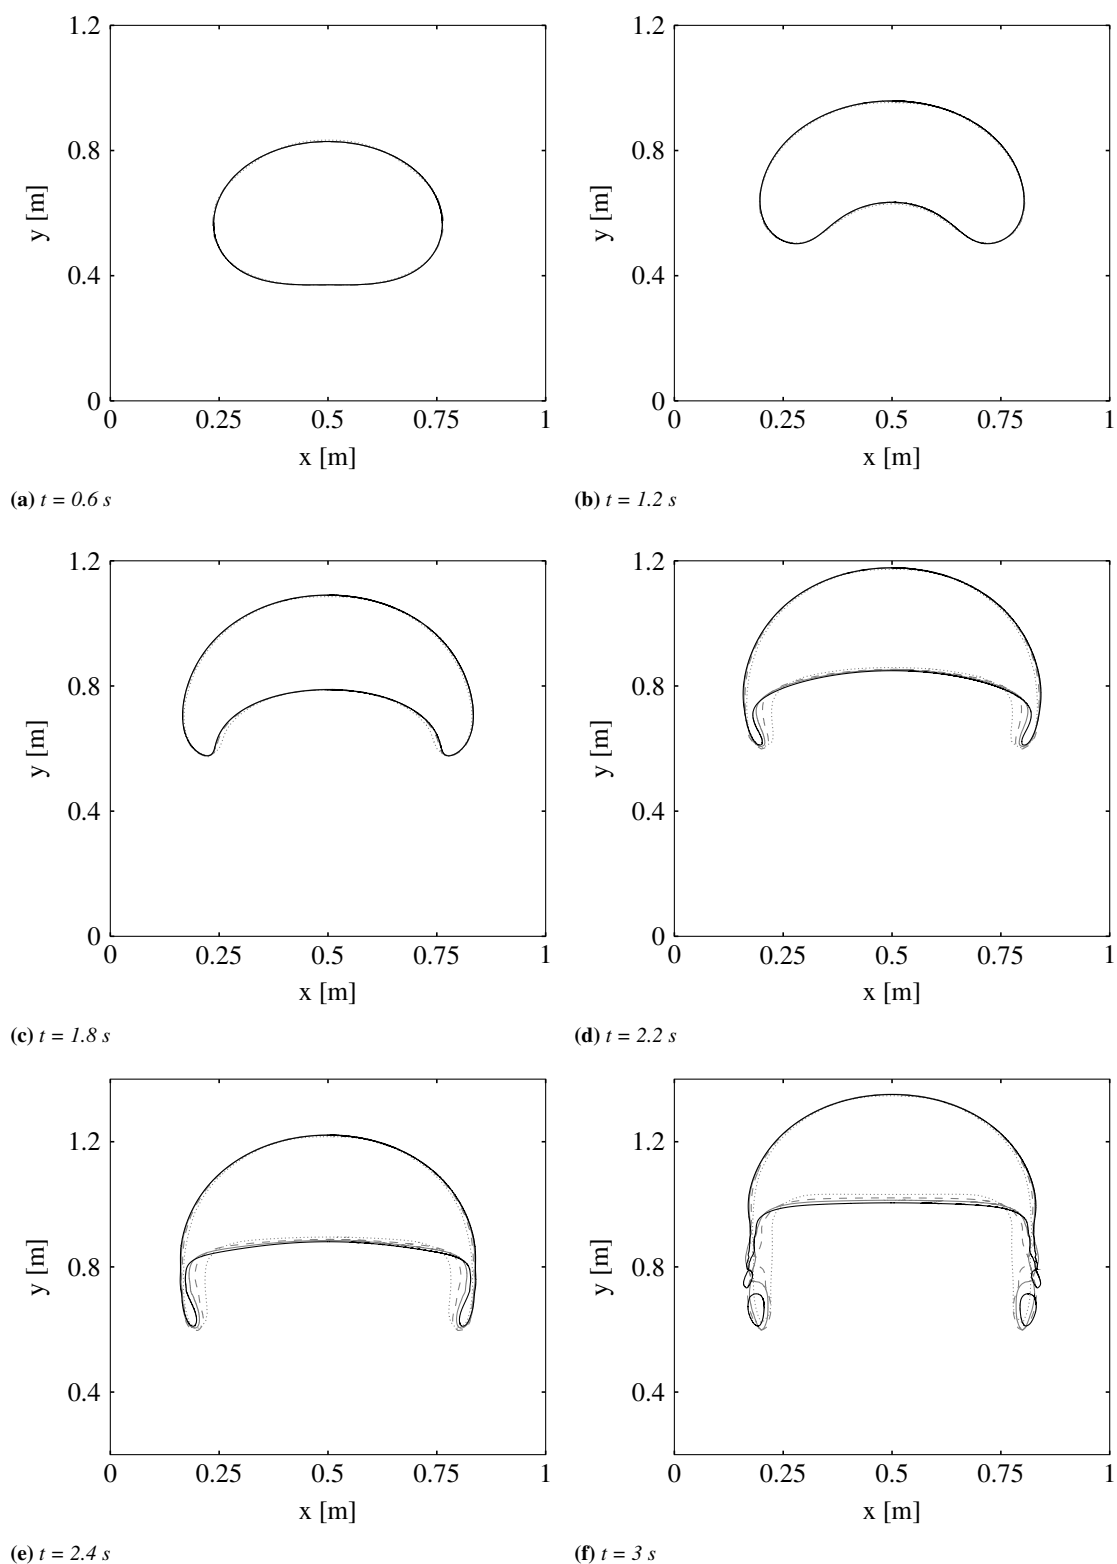 1.2
0.8
0.4
0
y [m]
0 0.25 0.5 0.75 1
x [m]
(a) t = 0.6 s
1.2
0.8
0.4
0
y [m]
0 0.25 0.5 0.75 1
x [m]
(b) t = 1.2 s
1.2
0.8
0.4
0
y [m]
0 0.25 0.5 0.75 1
x [m]
(c) t = 1.8 s
1.2
0.8
0.4
0
y [m]
0 0.25 0.5 0.75 1
x [m]
(d) t = 2.2 s
1.2
0.8
0.4
y [m]
0 0.25 0.5 0.75 1
x [m]
(e) t = 2.4 s
1.2
0.8
0.4
y [m]
0 0.25 0.5 0.75 1
x [m]
(f) t = 3 s